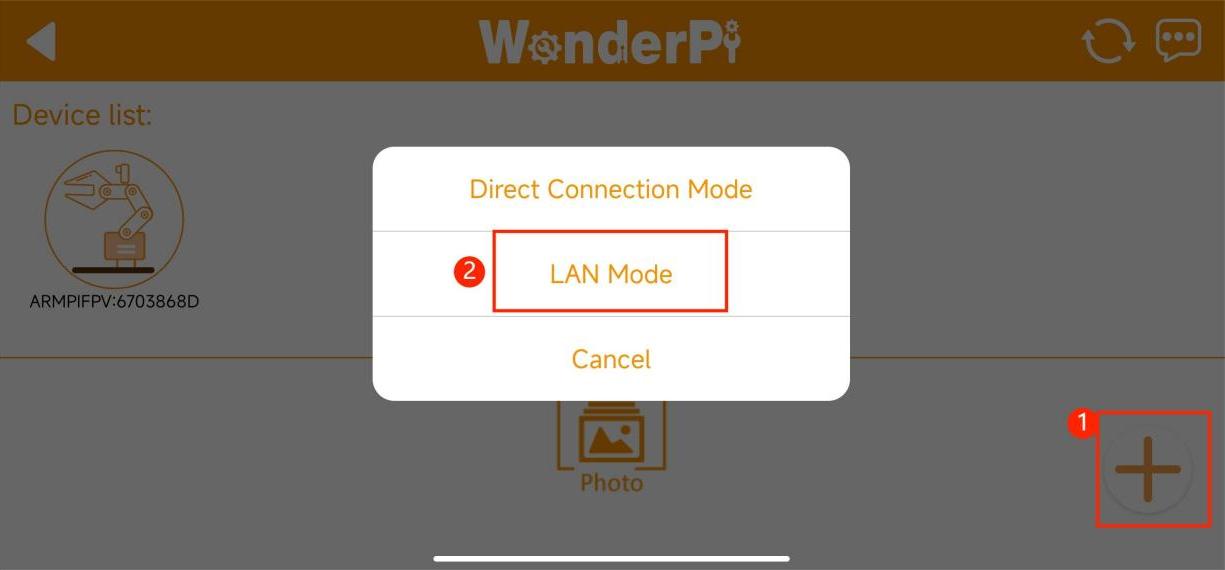 WonderPi
Device list:
Direct Connection Mode
2
LAN Mode
ARMPIFPV:6703868D
Cancel
1
Photo